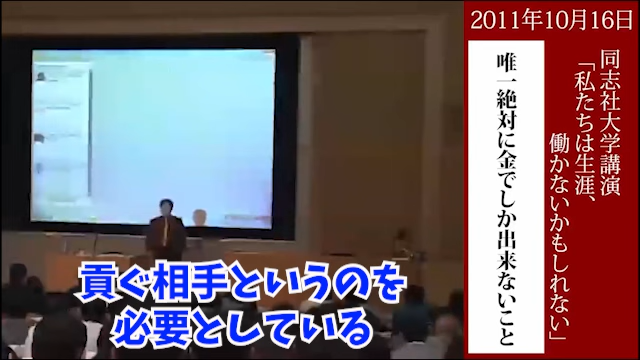 2011年10月16日
同志社大学講演
「私たちは生涯、
働かないかもしれない」
唯一絶対に金でしか出来ないこと
貢ぐ相手というのを
必要としている